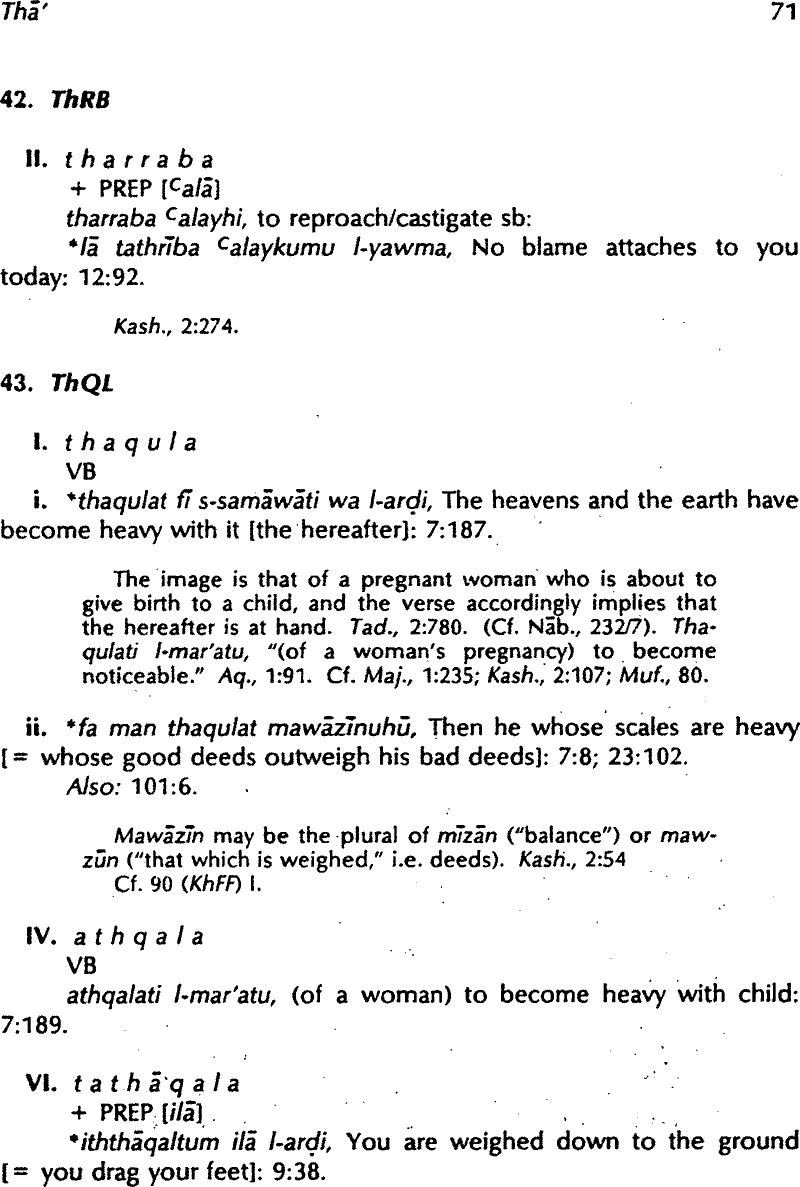 Thā' 71
42. ThRB
II. t h a r r a b a
+ PREP [ᶜalā]
tharraba ᶜalayhi, to reproach/castigate sb:
*lā tathrība ᶜalaykumu l-yawma, No blame attaches to you
today: 12:92.
Kash., 2:274.
43. ThQL
I. t h a q u l a
VB
i. *thaqulat fī s-samāwāti wa l-arḍi, The heavens and the earth have
become heavy with it [the hereafter]: 7:187.
The image is that of a pregnant woman who is about to
give birth to a child, and the verse accordingly implies that
the hereafter is at hand. Tad., 2:780. (Cf. Nāb., 232/7). Tha-
qulati l-mar'atu, "(of a woman's pregnancy) to become
noticeable." Aq., 1:91. Cf. Maj., 1:235; Kash., 2:107; Muf., 80.
ii. *fa man thaqulat mawāzīnuhū, Then he whose scales are heavy
[= whose good deeds outweigh his bad deeds]: 7:8; 23:102.
Also: 101:6.
Mawāzīn may be the plural of mīzān ("balance") or maw-
zūn ("that which is weighed," i.e. deeds). Kash., 2:54
Cf. 90 (KhFF) I.
IV. a t h q a l a
VB
athqalati l-mar'atu, (of a woman) to become heavy with child:
7:189.
VI. t a t h ā q a l a
+ PREP [ilā]
*iththāqaltum ilā l-arḍi, You are weighed down to the ground
[= you drag your feet]: 9:38.